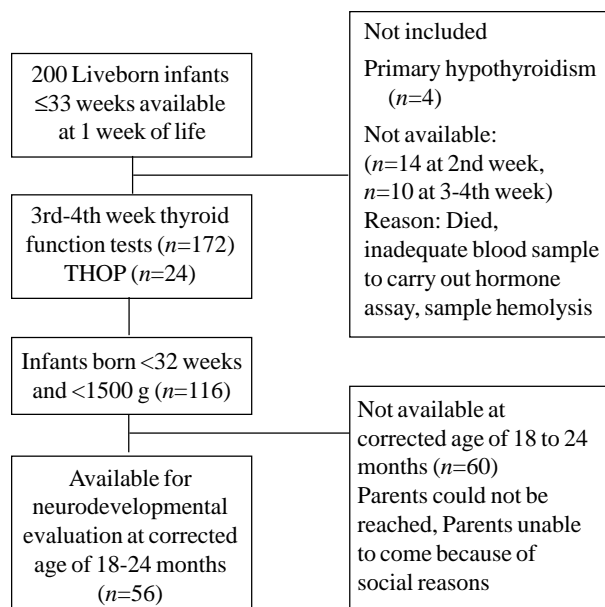 200 Liveborn infants
≤33 weeks available
at 1 week of life
Not included
Primary hypothyroidism
(n=4)
Not available:
(n=14 at 2nd week,
n=10 at 3-4th week)
Reason: Died,
inadequate blood sample
to carry out hormone
assay, sample hemolysis
3rd-4th week thyroid
function tests (n=172)
THOP (n=24)
Infants born <32 weeks
and <1500 g (n=116)
Not available at
corrected age of 18 to 24
months (n=60)
Parents could not be
reached, Parents unable
to come because of
social reasons
Available for
neurodevelopmental
evaluation at corrected
age of 18-24 months
(n=56)